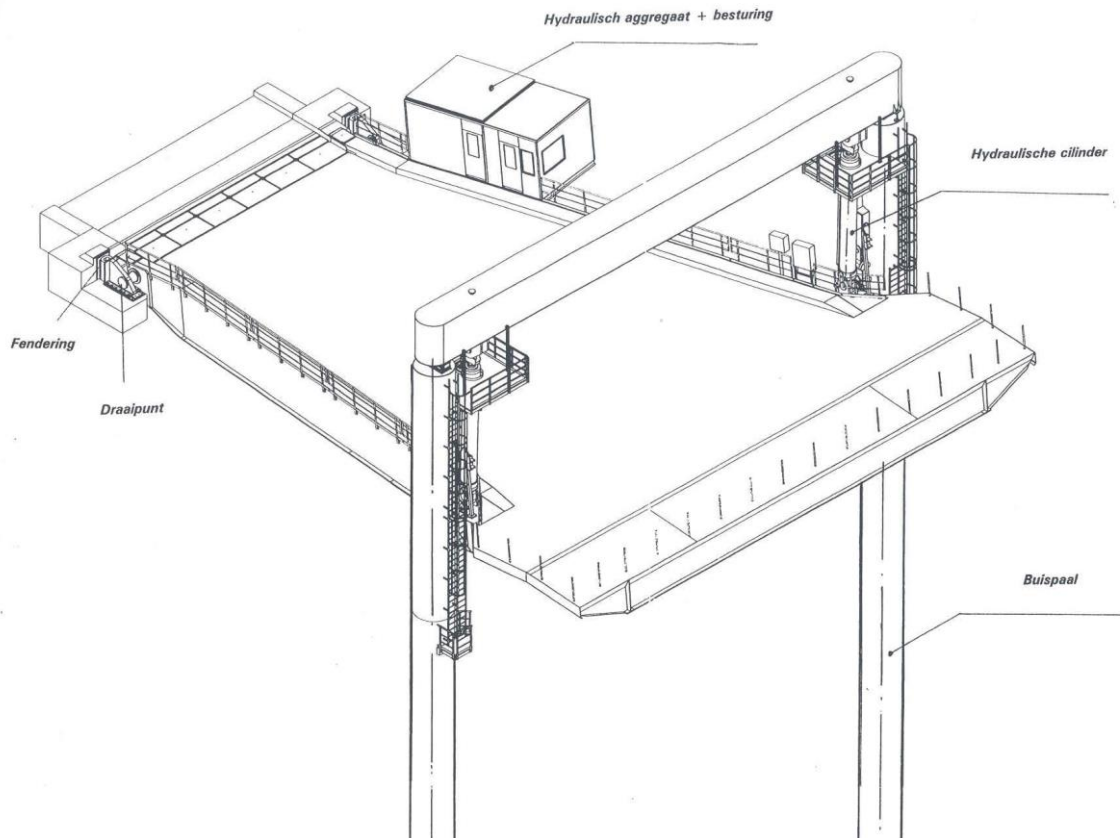 Hydraulisch aggregaat + besturing
Hydraulische cilinder
Fendering
Draaipunt
Buispaal